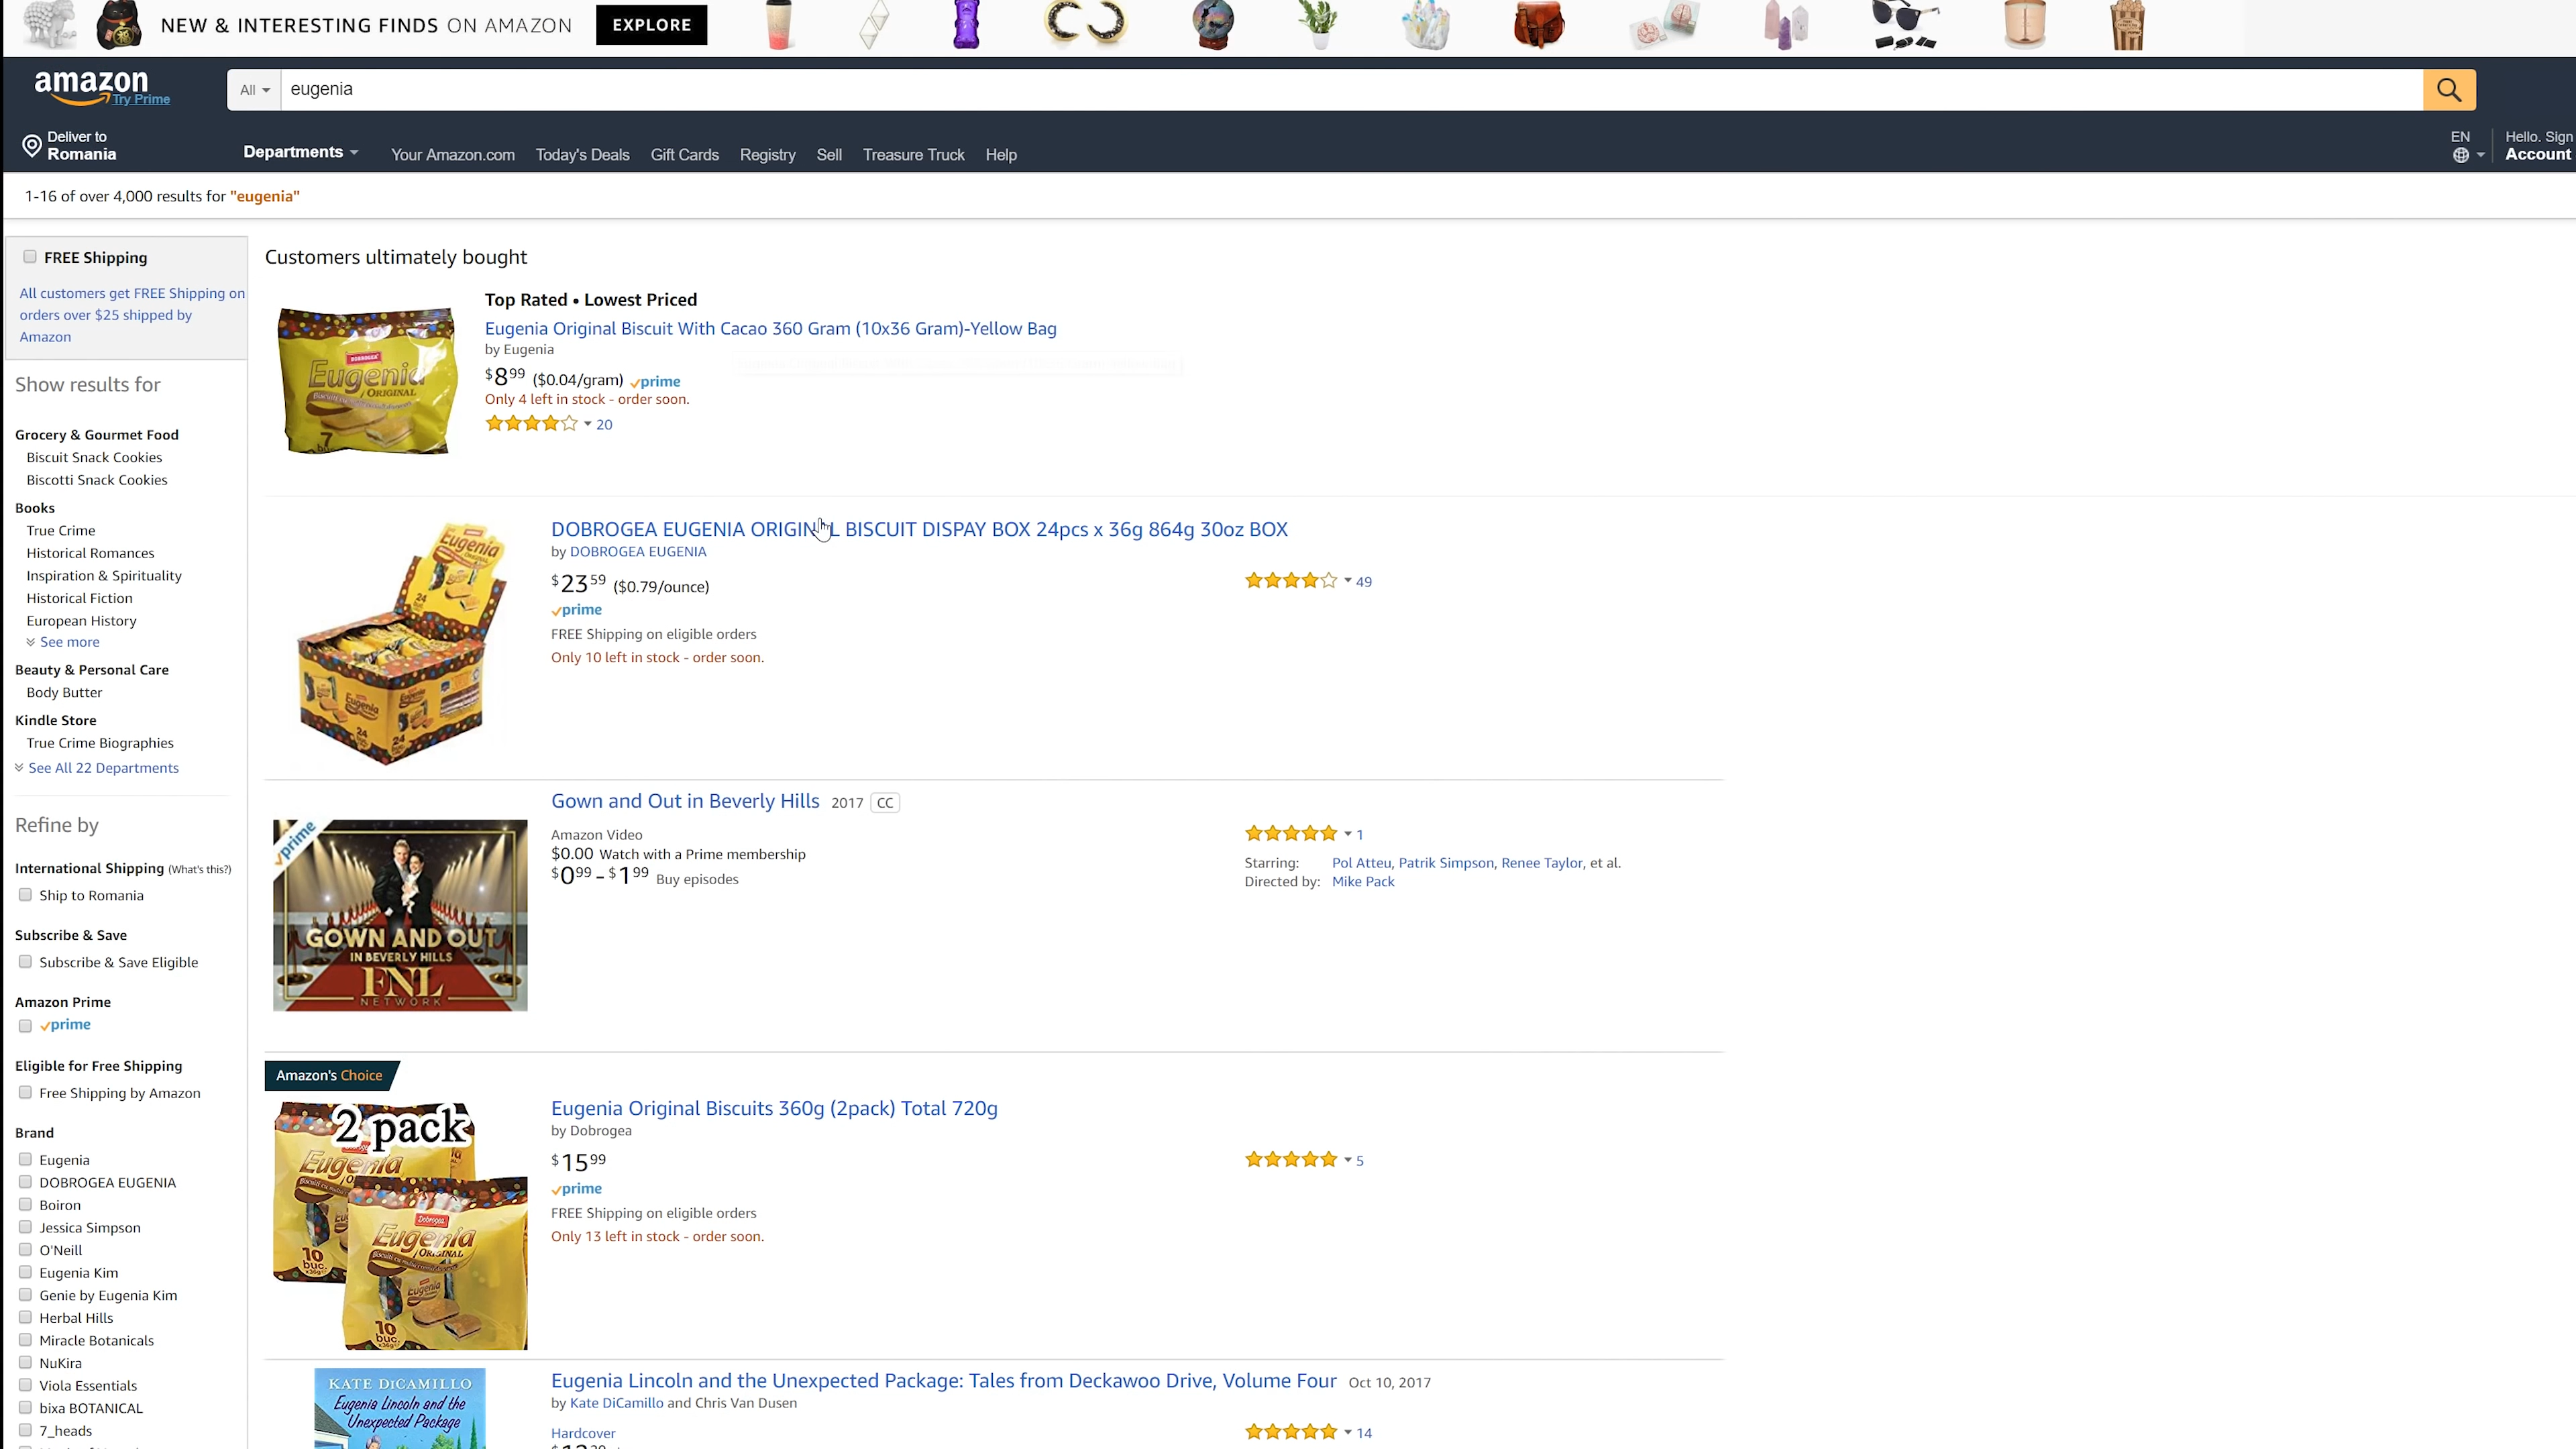 NEW & INTERESTING FINDS ON AMAZON EXPLORE
amazon
Try Prime
All
eugenia
Deliver to
Romania
Departments
Your Amazon.com Today's Deals Gift Cards Registry Sell Treasure Truck Help
EN
Hello. Sign
Account
1-16 of over 4,000 results for "eugenia"
FREE Shipping
All customers get FREE Shipping on
orders over $25 shipped by
Amazon
Show results for
Grocery & Gourmet Food
Biscuit Snack Cookies
Biscotti Snack Cookies
Books
True Crime
Historical Romances
Inspiration & Spirituality
Historical Fiction
European History
See more
Beauty & Personal Care
Body Butter
Kindle Store
True Crime Biographies
See All 22 Departments
Refine by
International Shipping (What's this?)
Ship to Romania
Subscribe & Save
Subscribe & Save Eligible
Amazon Prime
prime
Eligible for Free Shipping
Free Shipping by Amazon
Brand
Eugenia
DOBROGEA EUGENIA
Boiron
Jessica Simpson
O'Neill
Eugenia Kim
Genie by Eugenia Kim
Herbal Hills
Miracle Botanicals
NuKira
Viola Essentials
bixa BOTANICAL
7_heads
Customers ultimately bought
DOBROGEA
Eugenia
ORIGINAL
7
Top Rated • Lowest Priced
Eugenia Original Biscuit With Cacao 360 Gram (10x36 Gram)-Yellow Bag
by Eugenia
$8 99 ($0.04/gram) prime
Only 4 left in stock - order soon.
20
Eugenia
24
Eugenia
24
24
DOBROGEA EUGENIA ORIGINAL BISCUIT DISPAY BOX 24pcs x 36g 864g 30oz BOX
by DOBROGEA EUGENIA
$23 59 ($0.79/ounce)
49
prime
FREE Shipping on eligible orders
Only 10 left in stock - order soon.
prime
GOWN AND OUT
IN BEVERLY HILLS
FNL
NETWORK
Gown and Out in Beverly Hills 2017 CC
Amazon Video
1
$0.00 Watch with a Prime membership
$0 99 - $1 99 Buy episodes
Starring: Pol Atteu, Patrik Simpson, Renee Taylor, et al.
Directed by: Mike Pack
Amazon's Choice
2 pack
Eugenia
10
buc.
Dobrogea
Eugenia
ORIGINAL
10
buc.
Eugenia Original Biscuits 360g (2pack) Total 720g
by Dobrogea
$15 99
5
prime
FREE Shipping on eligible orders
Only 13 left in stock - order soon.
KATE DiCAMILLO
Eugenia Lincoln and the
Unexpected Package
Eugenia Lincoln and the Unexpected Package: Tales from Deckawoo Drive, Volume Four Oct 10, 2017
by Kate DiCamillo and Chris Van Dusen
Hardcover
14